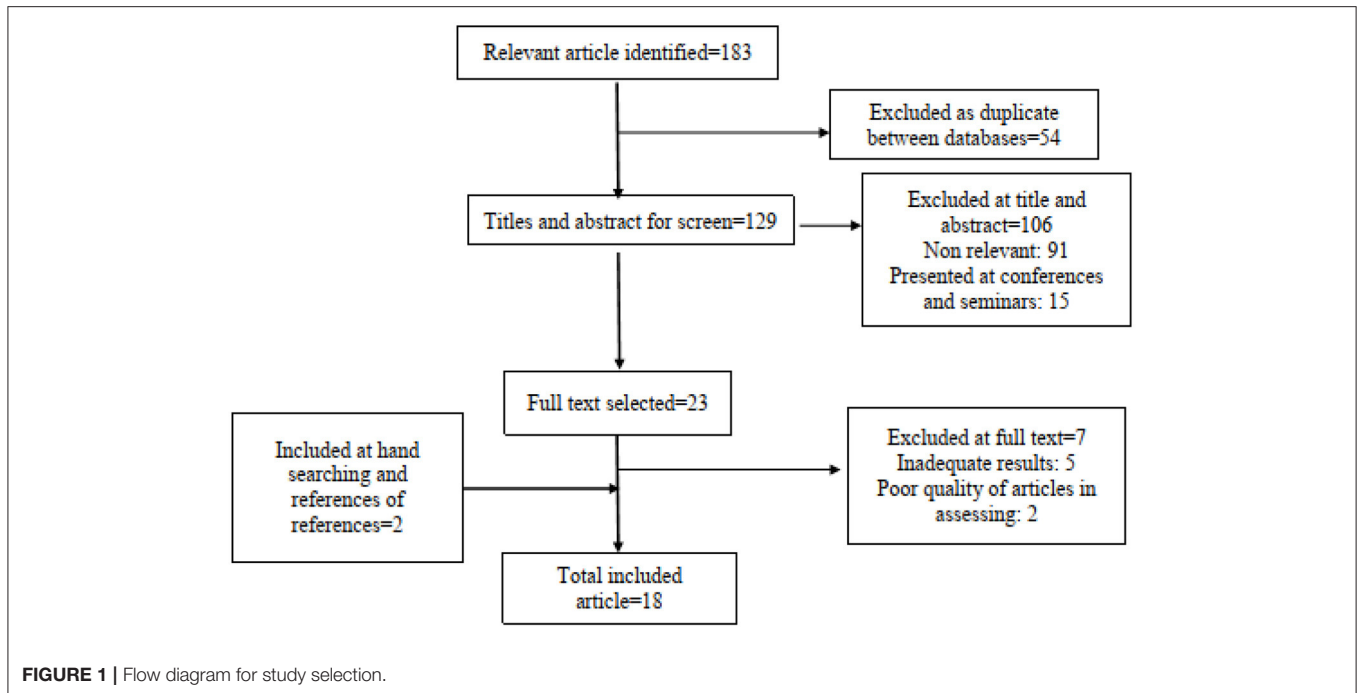 Relevant article identified=183
Excluded as duplicate
between databases=54
Titles and abstract for screen=129
Excluded at title and
abstract=106
Non relevant: 91
Presented at conferences
and seminars: 15
Full text selected=23
Included at hand
searching and
references of
references=2
Excluded at full text=7
Inadequate results: 5
Poor quality of articles in
assessing: 2
Total included
article=18
FIGURE 1 | Flow diagram for study selection.